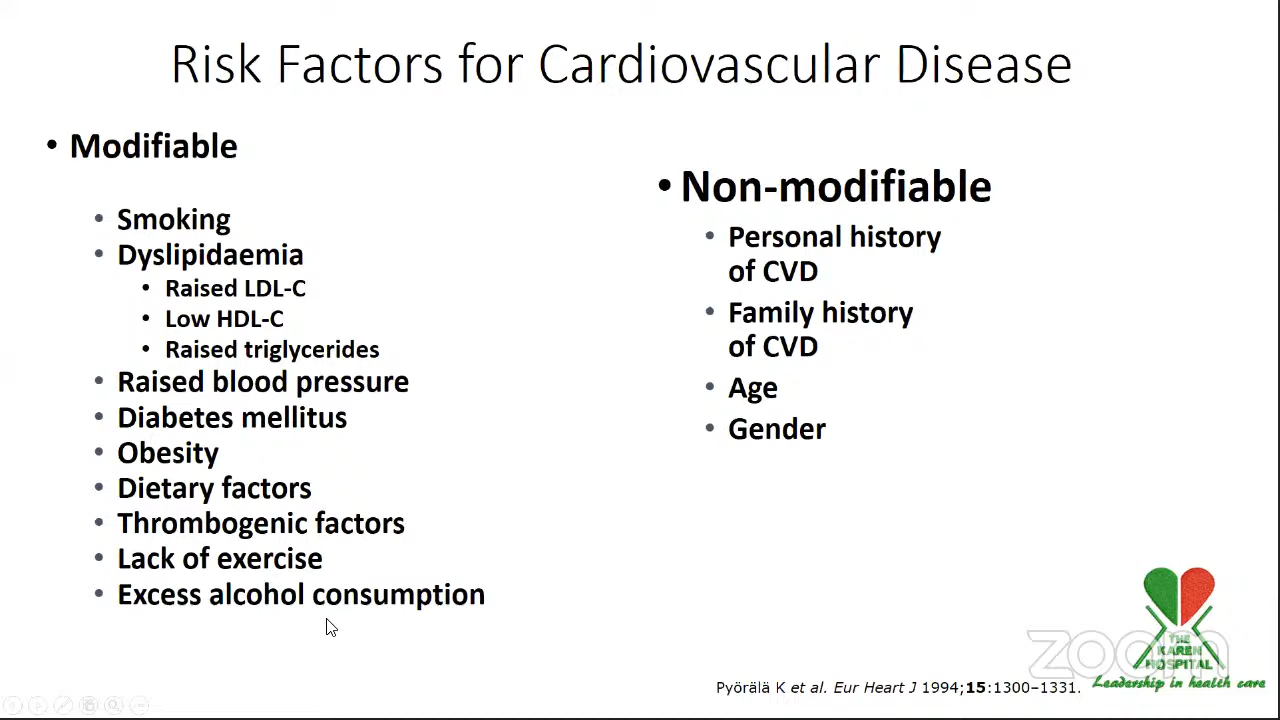 Risk Factors for Cardiovascular Disease
• Modifiable
• Smoking
• Dyslipidaemia
• Raised LDL-C
• Low HDL-C
• Raised triglycerides
• Raised blood pressure
• Diabetes mellitus
• Obesity
• Dietary factors
• Thrombogenic factors
• Lack of exercise
• Excess alcohol consumption
• Non-modifiable
• Personal history
of CVD
• Family history
of CVD
• Age
• Gender
zoom
THE
KAREN
HOSPITAL
Leadership in health care
Pyörälä K et al. Eur Heart J 1994;15:1300–1331.